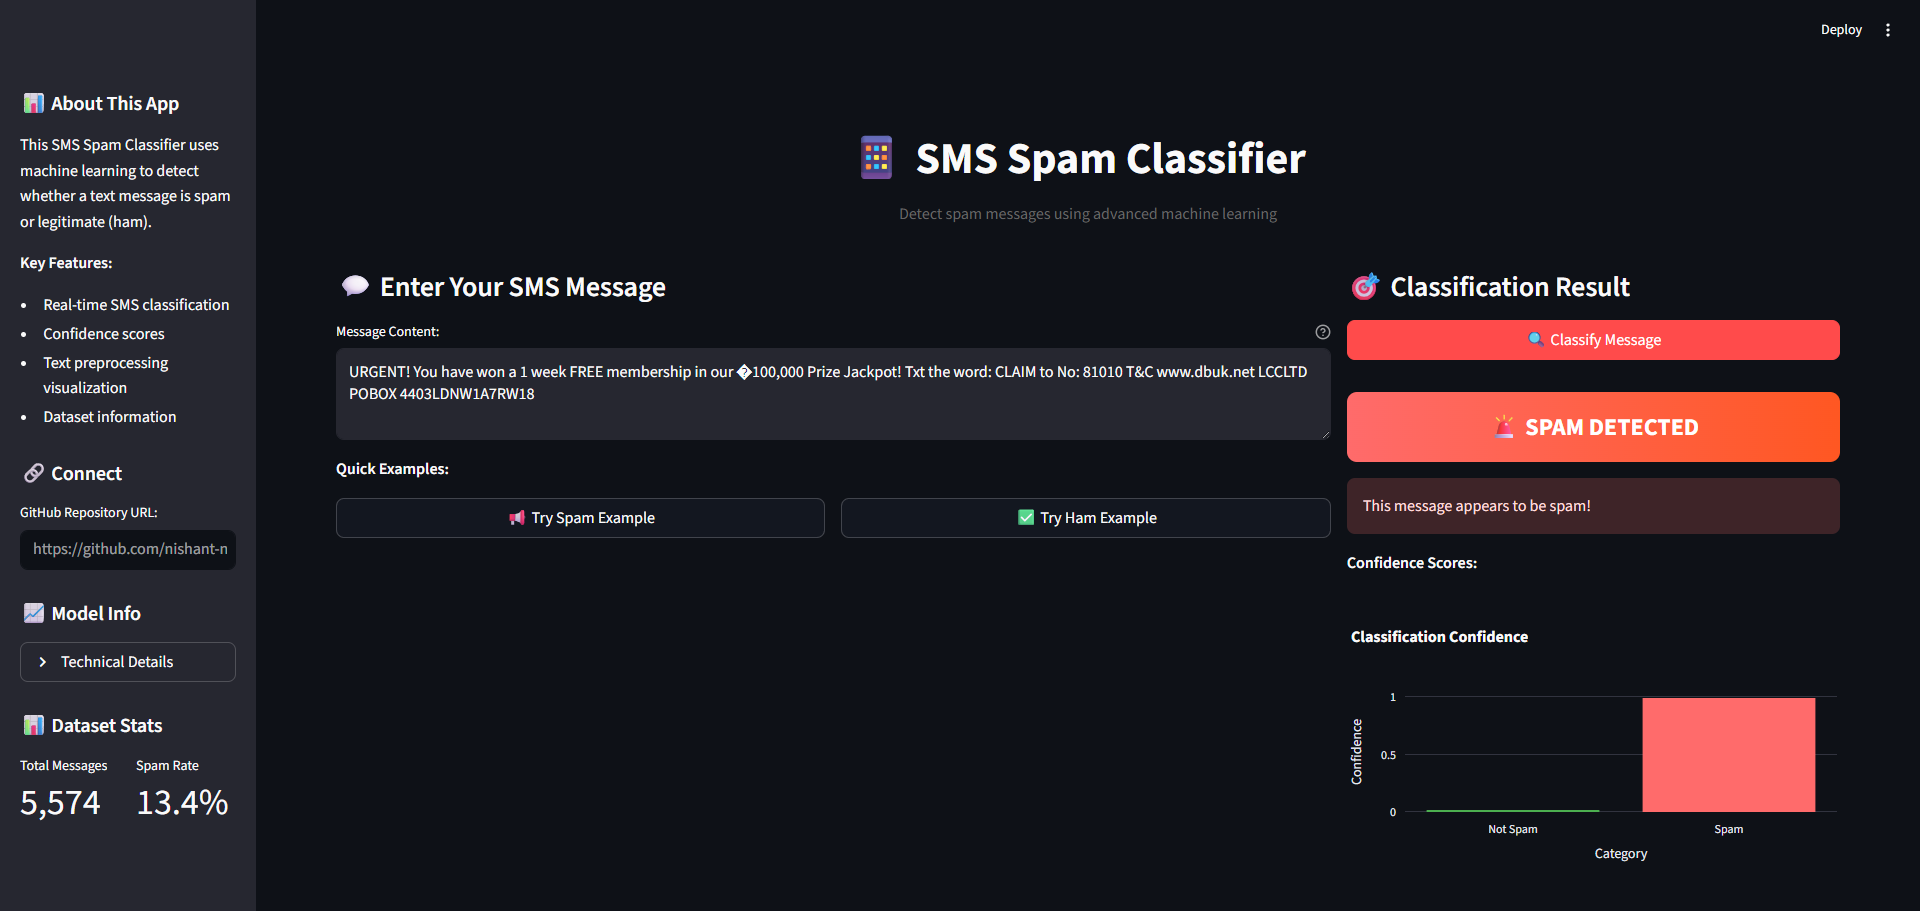 Deploy
About This App
This SMS Spam Classifier uses
machine learning to detect
whether a text message is spam
or legitimate (ham).
Key Features:
Real-time SMS classification
Confidence scores
Text preprocessing
visualization
Dataset information
Connect
GitHub Repository URL:
https://github.com/nishant-n
Model Info
Technical Details
Dataset Stats
Total Messages
5,574
Spam Rate
13.4%
SMS Spam Classifier
Detect spam messages using advanced machine learning
Enter Your SMS Message
Message Content:
URGENT! You have won a 1 week FREE membership in our �100,000 Prize Jackpot! Txt the word: CLAIM to No: 81010 T&C www.dbuk.net LCCLTD
POBOX 4403LDNW1A7RW18
Quick Examples:
Try Spam Example
Try Ham Example
Classification Result
Classify Message
SPAM DETECTED
This message appears to be spam!
Confidence Scores:
Classification Confidence
1
0.5
0
Confidence
Not Spam
Spam
Category